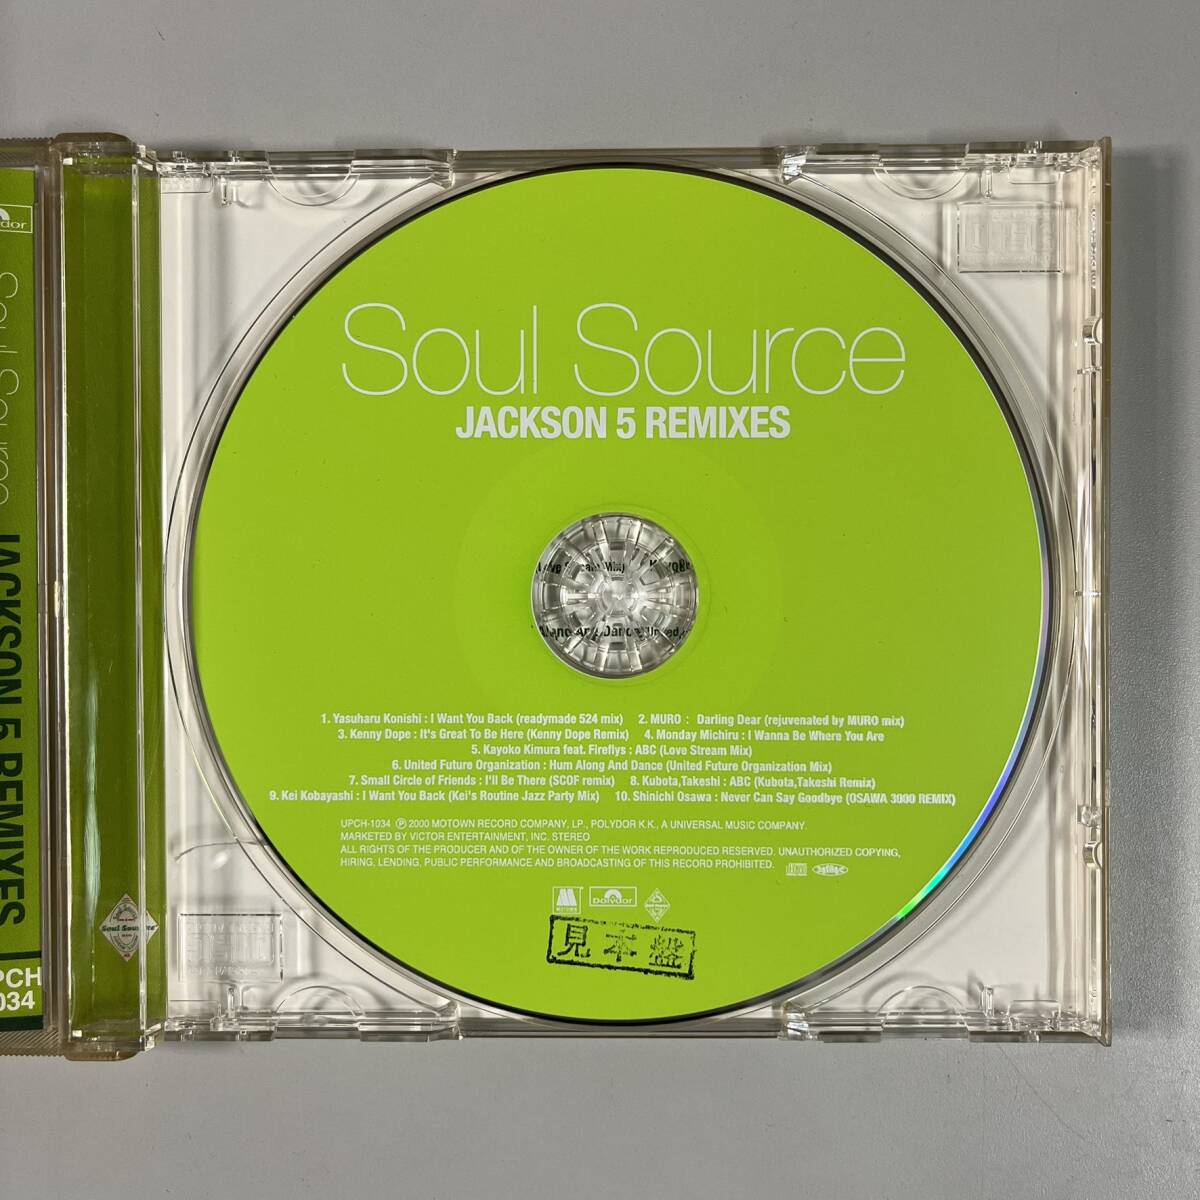 Soul Source
JACKSON 5 REMIXES
1. Yasuharu Konishi : I Want You Back (readymade 524 mix) 2. MURO : Darling Dear (rejuvenated by MURO mix)
3. Kenny Dope : It's Great To Be Here (Kenny Dope Remix) 4. Monday Michiru : I Wanna Be Where You Are
5. Kayoko Kimura feat. Fireflys : ABC (Love Stream Mix)
6. United Future Organization : Hum Along And Dance (United Future Organization Mix)
7. Small Circle of Friends : I'll Be There (SCOF remix) 8. Kubota,Takeshi : ABC (Kubota,Takeshi Remix)
9. Kei Kobayashi : I Want You Back (Kei's Routine Jazz Party Mix) 10. Shinichi Osawa : Never Can Say Goodbye (OSAWA 3000 REMIX)
UPCH-1034 Ⓟ 2000 MOTOWN RECORD COMPANY, LP., POLYDOR K.K., A UNIVERSAL MUSIC COMPANY.
MARKETED BY VICTOR ENTERTAINMENT, INC. STEREO
ALL RIGHTS OF THE PRODUCER AND OF THE OWNER OF THE WORK REPRODUCED RESERVED. UNAUTHORIZED COPYING,
HIRING, LENDING, PUBLIC PERFORMANCE AND BROADCASTING OF THIS RECORD PROHIBITED.
MOTOWN Polydor
見本盤
Soul Source JACKSON 5 REMIXES
PCH
034
Soul Source